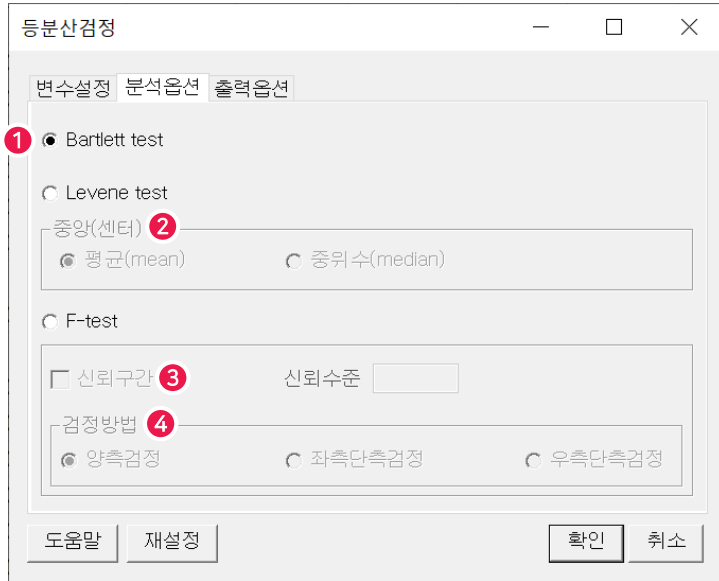 등분산검정
변수설정 분석옵션 출력옵션
1 Bartlett test
Levene test
중앙(센터) 2
평균(mean) 중위수(median)
F-test
신뢰구간 3 신뢰수준
검정방법 4
양측검정 좌측단측검정 우측단측검정
도움말 재설정 확인 취소